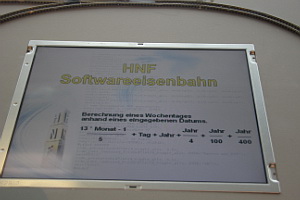 HNF
Softwareeisenbahn
Berechnung eines Wochentages
anhand eines eingegebenen Datums.
13 * Monat - 1 / 5 + Tag + Jahr + Jahr / 4 + Jahr / 100 + Jahr / 400